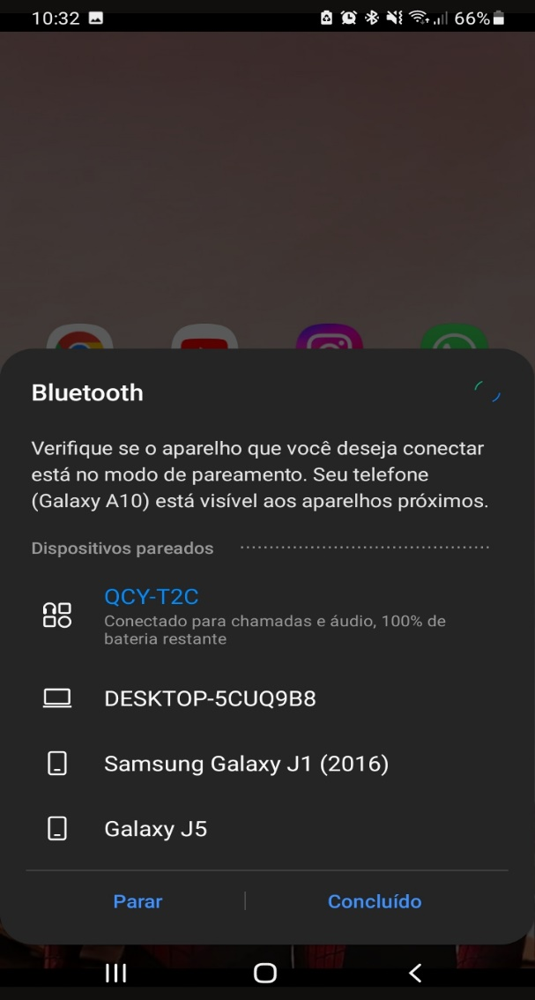 10:32
66%
Bluetooth
Verifique se o aparelho que você deseja conectar
está no modo de pareamento. Seu telefone
(Galaxy A10) está visível aos aparelhos próximos.
Dispositivos pareados
QCY-T2C
Conectado para chamadas e áudio, 100% de
bateria restante
DESKTOP-5CUQ9B8
Samsung Galaxy J1 (2016)
Galaxy J5
Parar
Concluído